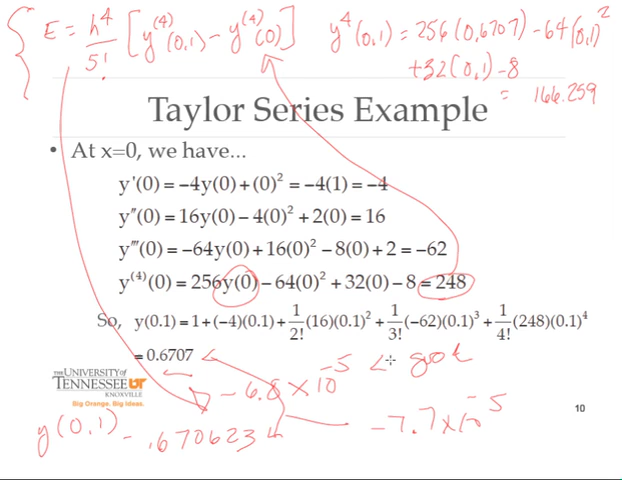 E = h⁴/5! [y⁽⁴⁾(0.1) − y⁽⁴⁾(0)]
y⁴(0.1) = 256(0.6707) − 64(0.1)²
+32(0.1) − 8
= 166.259
Taylor Series Example
• At x=0, we have...
y'(0) = −4y(0) + (0)² = −4(1) = −4
y''(0) = 16y(0) − 4(0)² + 2(0) = 16
y'''(0) = −64y(0) + 16(0)² − 8(0) + 2 = −62
y⁽⁴⁾(0) = 256y(0) − 64(0)² + 32(0) − 8 = 248
So, y(0.1) = 1 + (−4)(0.1) + 1/2! (16)(0.1)² + 1/3! (−62)(0.1)³ + 1/4! (248)(0.1)⁴
= 0.6707
−6.8 × 10⁻⁵ ← good
THE UNIVERSITY of
TENNESSEE UT
KNOXVILLE
Big Orange. Big Ideas.
−7.7 × 10⁻⁵
y(0.1) − .6706234
10